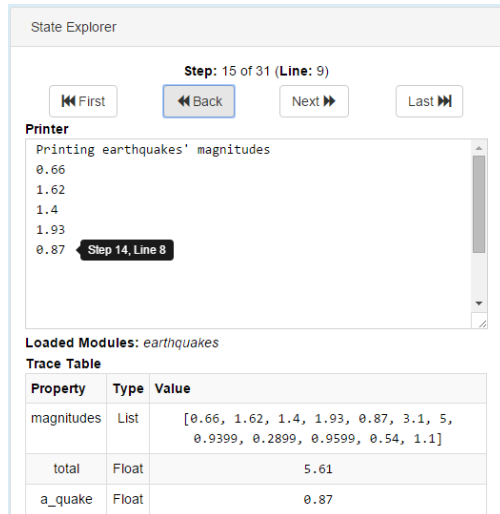 State Explorer
Step: 15 of 31 (Line: 9)
First Back Next Last
Printer
Printing earthquakes' magnitudes
0.66
1.62
1.4
1.93
0.87 Step 14, Line 8
Loaded Modules: earthquakes
Trace Table
Property Type Value
magnitudes List [0.66, 1.62, 1.4, 1.93, 0.87, 3.1, 5,
0.9399, 0.2899, 0.9599, 0.54, 1.1]
total Float 5.61
a_quake Float 0.87